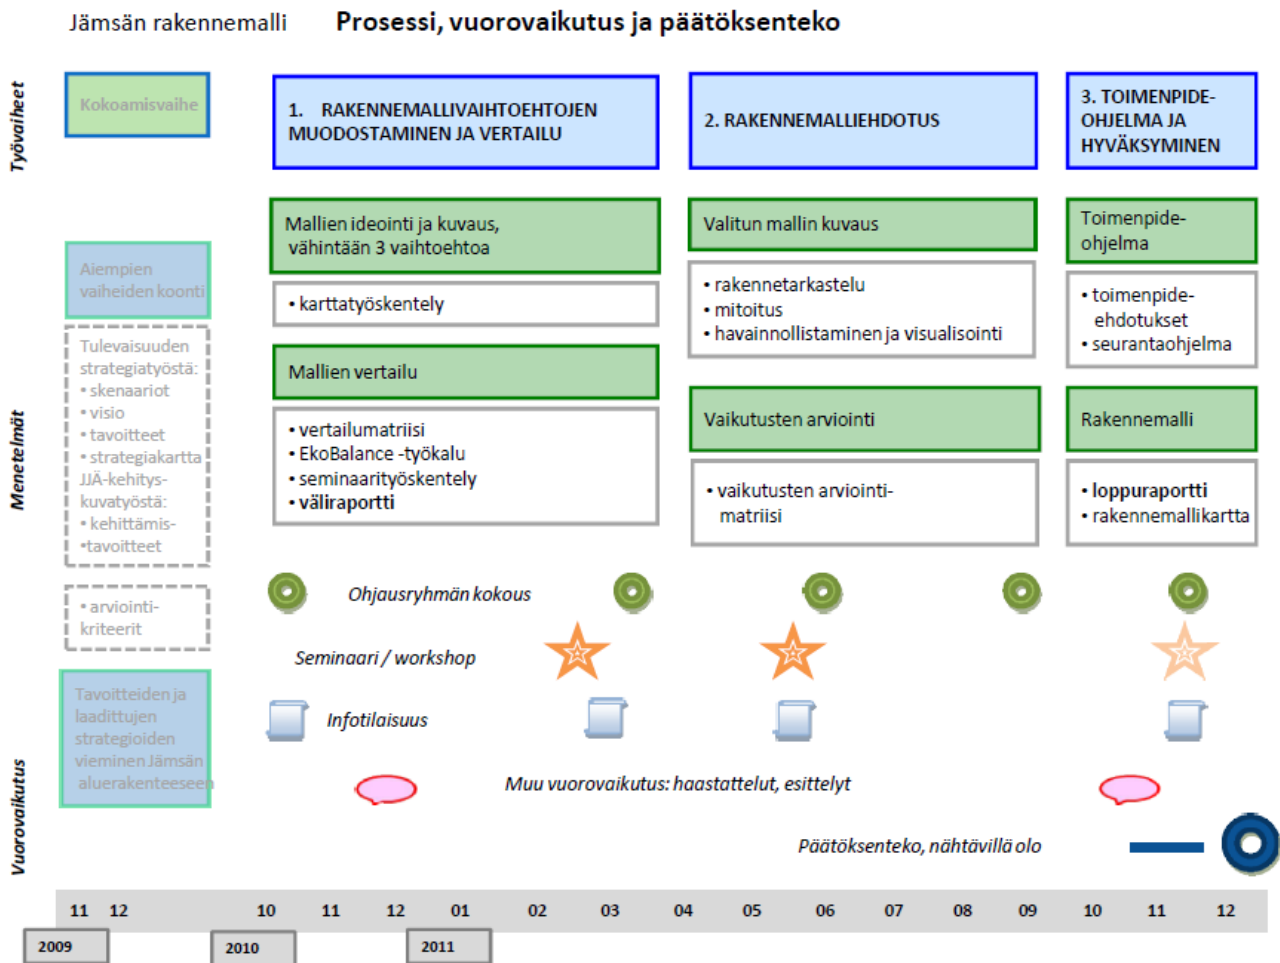 Jämsän rakennemalli
Prosessi, vuorovaikutus ja päätöksenteko
Työvaiheet
Kokoamisvaihe
1. RAKENNEMALLIVAIHTOEHTOJEN
MUODOSTAMINEN JA VERTAILU
2. RAKENNEMALLIEHDOTUS
3. TOIMENPIDE-
OHJELMA JA
HYVÄKSYMINEN
Menetelmät
Aiempien
vaiheiden koonti
Tulevaisuuden
strategiatyöstä:
• skenaariot
• visio
• tavoitteet
• strategiakartta
JJÄ-kehitys-
kuvatyöstä:
• kehittämis-
•tavoitteet
• arviointi-
kriteerit
Mallien ideointi ja kuvaus,
vähintään 3 vaihtoehtoa
• karttatyöskentely
Mallien vertailu
• vertailumatriisi
• EkoBalance -työkalu
• seminaarityöskentely
• väliraportti
Valitun mallin kuvaus
• rakennetarkastelu
• mitoitus
• havainnollistaminen ja visualisointi
Vaikutusten arviointi
• vaikutusten arviointi-
matriisi
Toimenpide-
ohjelma
• toimenpide-
ehdotukset
• seurantaohjelma
Rakennemalli
• loppuraportti
• rakennemallikartta
Vuorovaikutus
Tavoitteiden ja
laadittujen
strategioiden
vieminen Jämsän
aluerakenteeseen
Ohjausryhmän kokous
Seminaari / workshop
Infotilaisuus
Muu vuorovaikutus: haastattelut, esittelyt
Päätöksenteko, nähtävillä olo
11 12 10 11 12 01 02 03 04 05 06 07 08 09 10 11 12
2009 2010 2011